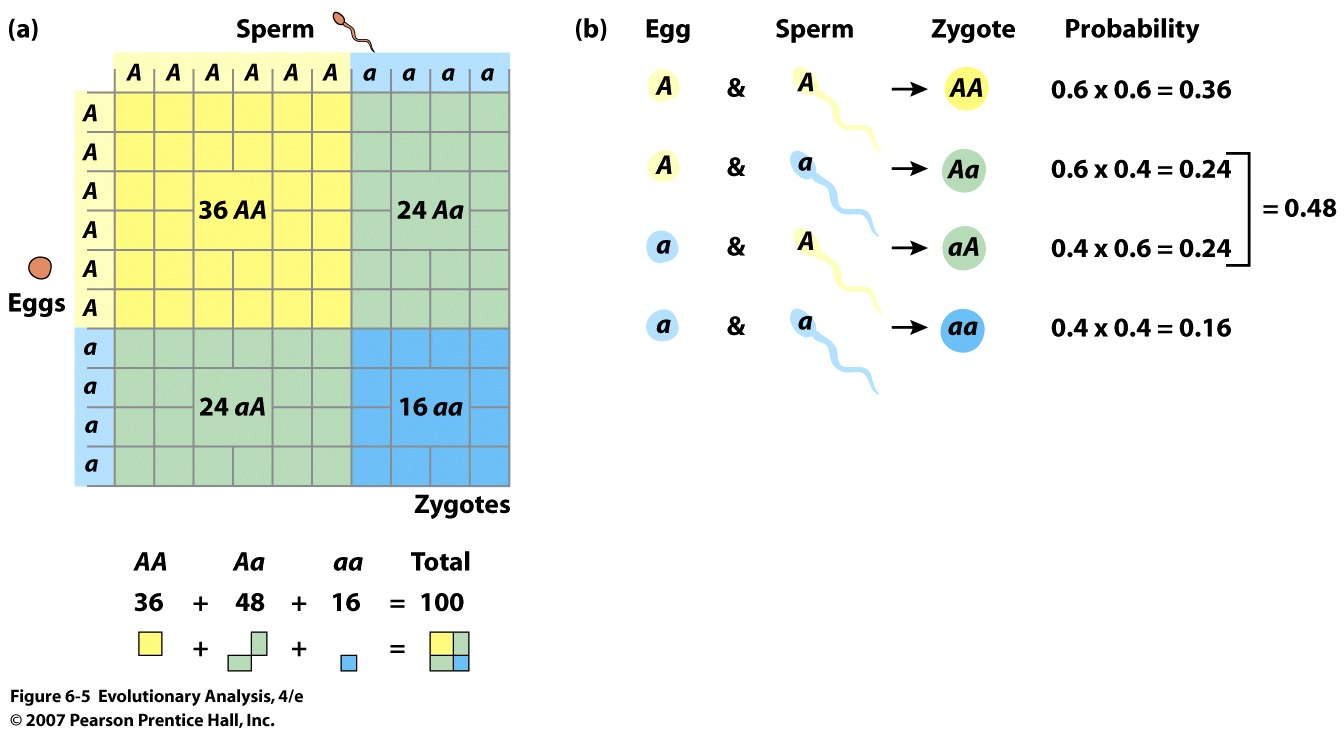 (a)
Sperm
A A A A A A a a a a
A
A
A
A
A
A
a
a
a
a
Eggs
36 AA
24 Aa
24 aA
16 aa
Zygotes
AA Aa aa Total
36 + 48 + 16 = 100
+ + =
Figure 6-5 Evolutionary Analysis, 4/e
© 2007 Pearson Prentice Hall, Inc.
(b) Egg Sperm Zygote Probability
A & A → AA 0.6 x 0.6 = 0.36
A & a → Aa 0.6 x 0.4 = 0.24
= 0.48
a & A → aA 0.4 x 0.6 = 0.24
a & a → aa 0.4 x 0.4 = 0.16